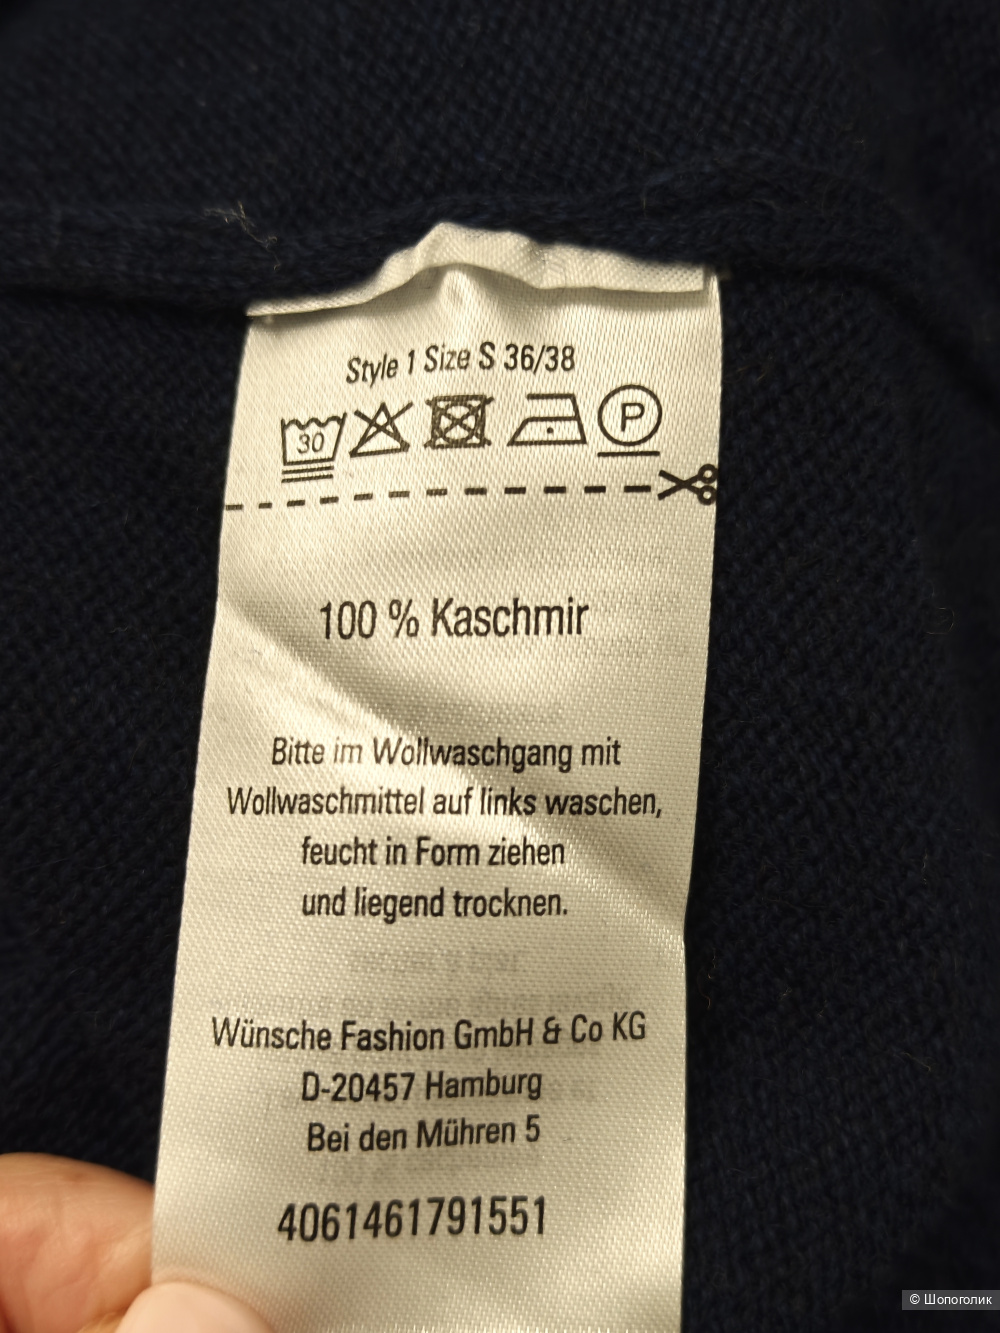 Style 1 Size S 36/38
30 P
100 % Kaschmir
Bitte im Wollwaschgang mit
Wollwaschmittel auf links waschen,
feucht in Form ziehen
und liegend trocknen.
Wünsche Fashion GmbH & Co KG
D-20457 Hamburg
Bei den Mühren 5
4061461791551
© Шопоголик